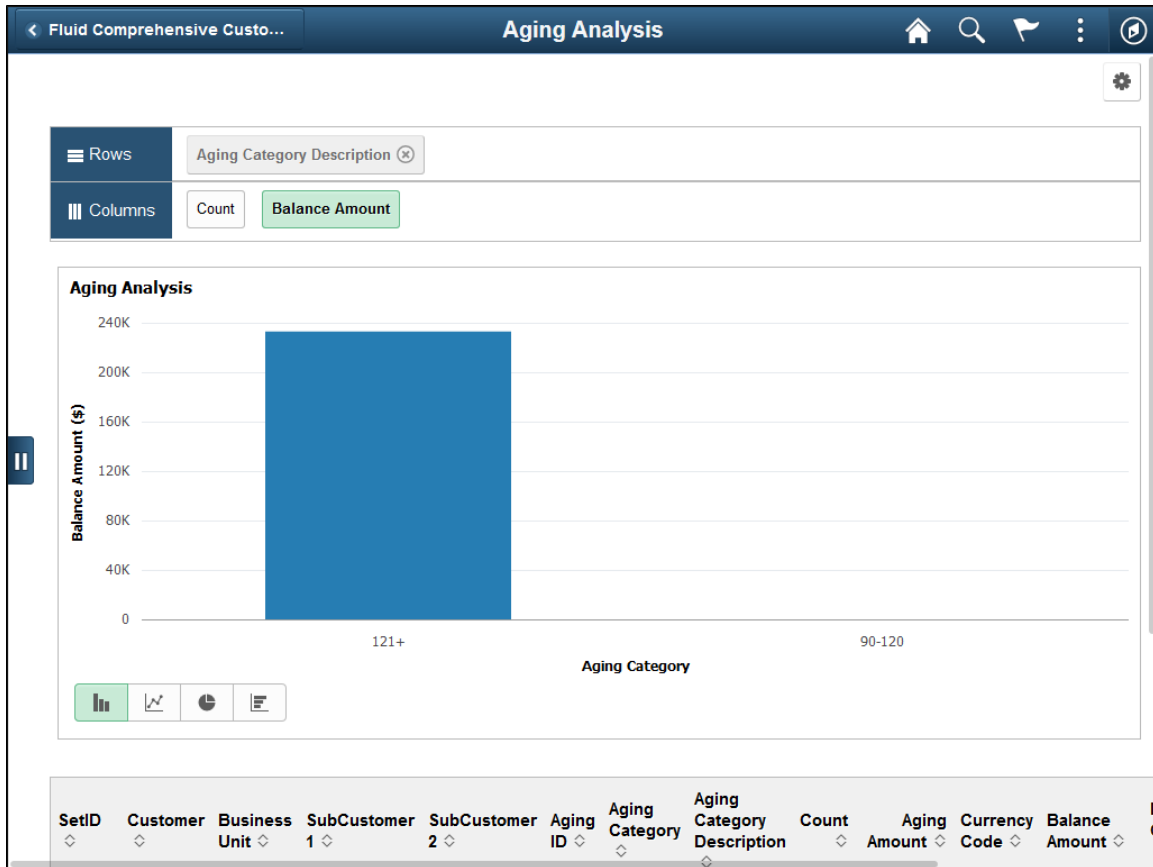 Fluid Comprehensive Custo...
Aging Analysis
Rows
Aging Category Description
Columns
Count
Balance Amount
Aging Analysis
240K
200K
160K
120K
80K
40K
0
Balance Amount ($)
121+
90-120
Aging Category
SetID
Customer
Business
Unit
SubCustomer
1
SubCustomer
2
Aging
ID
Aging
Category
Aging
Category
Description
Count
Aging
Amount
Currency
Code
Balance
Amount